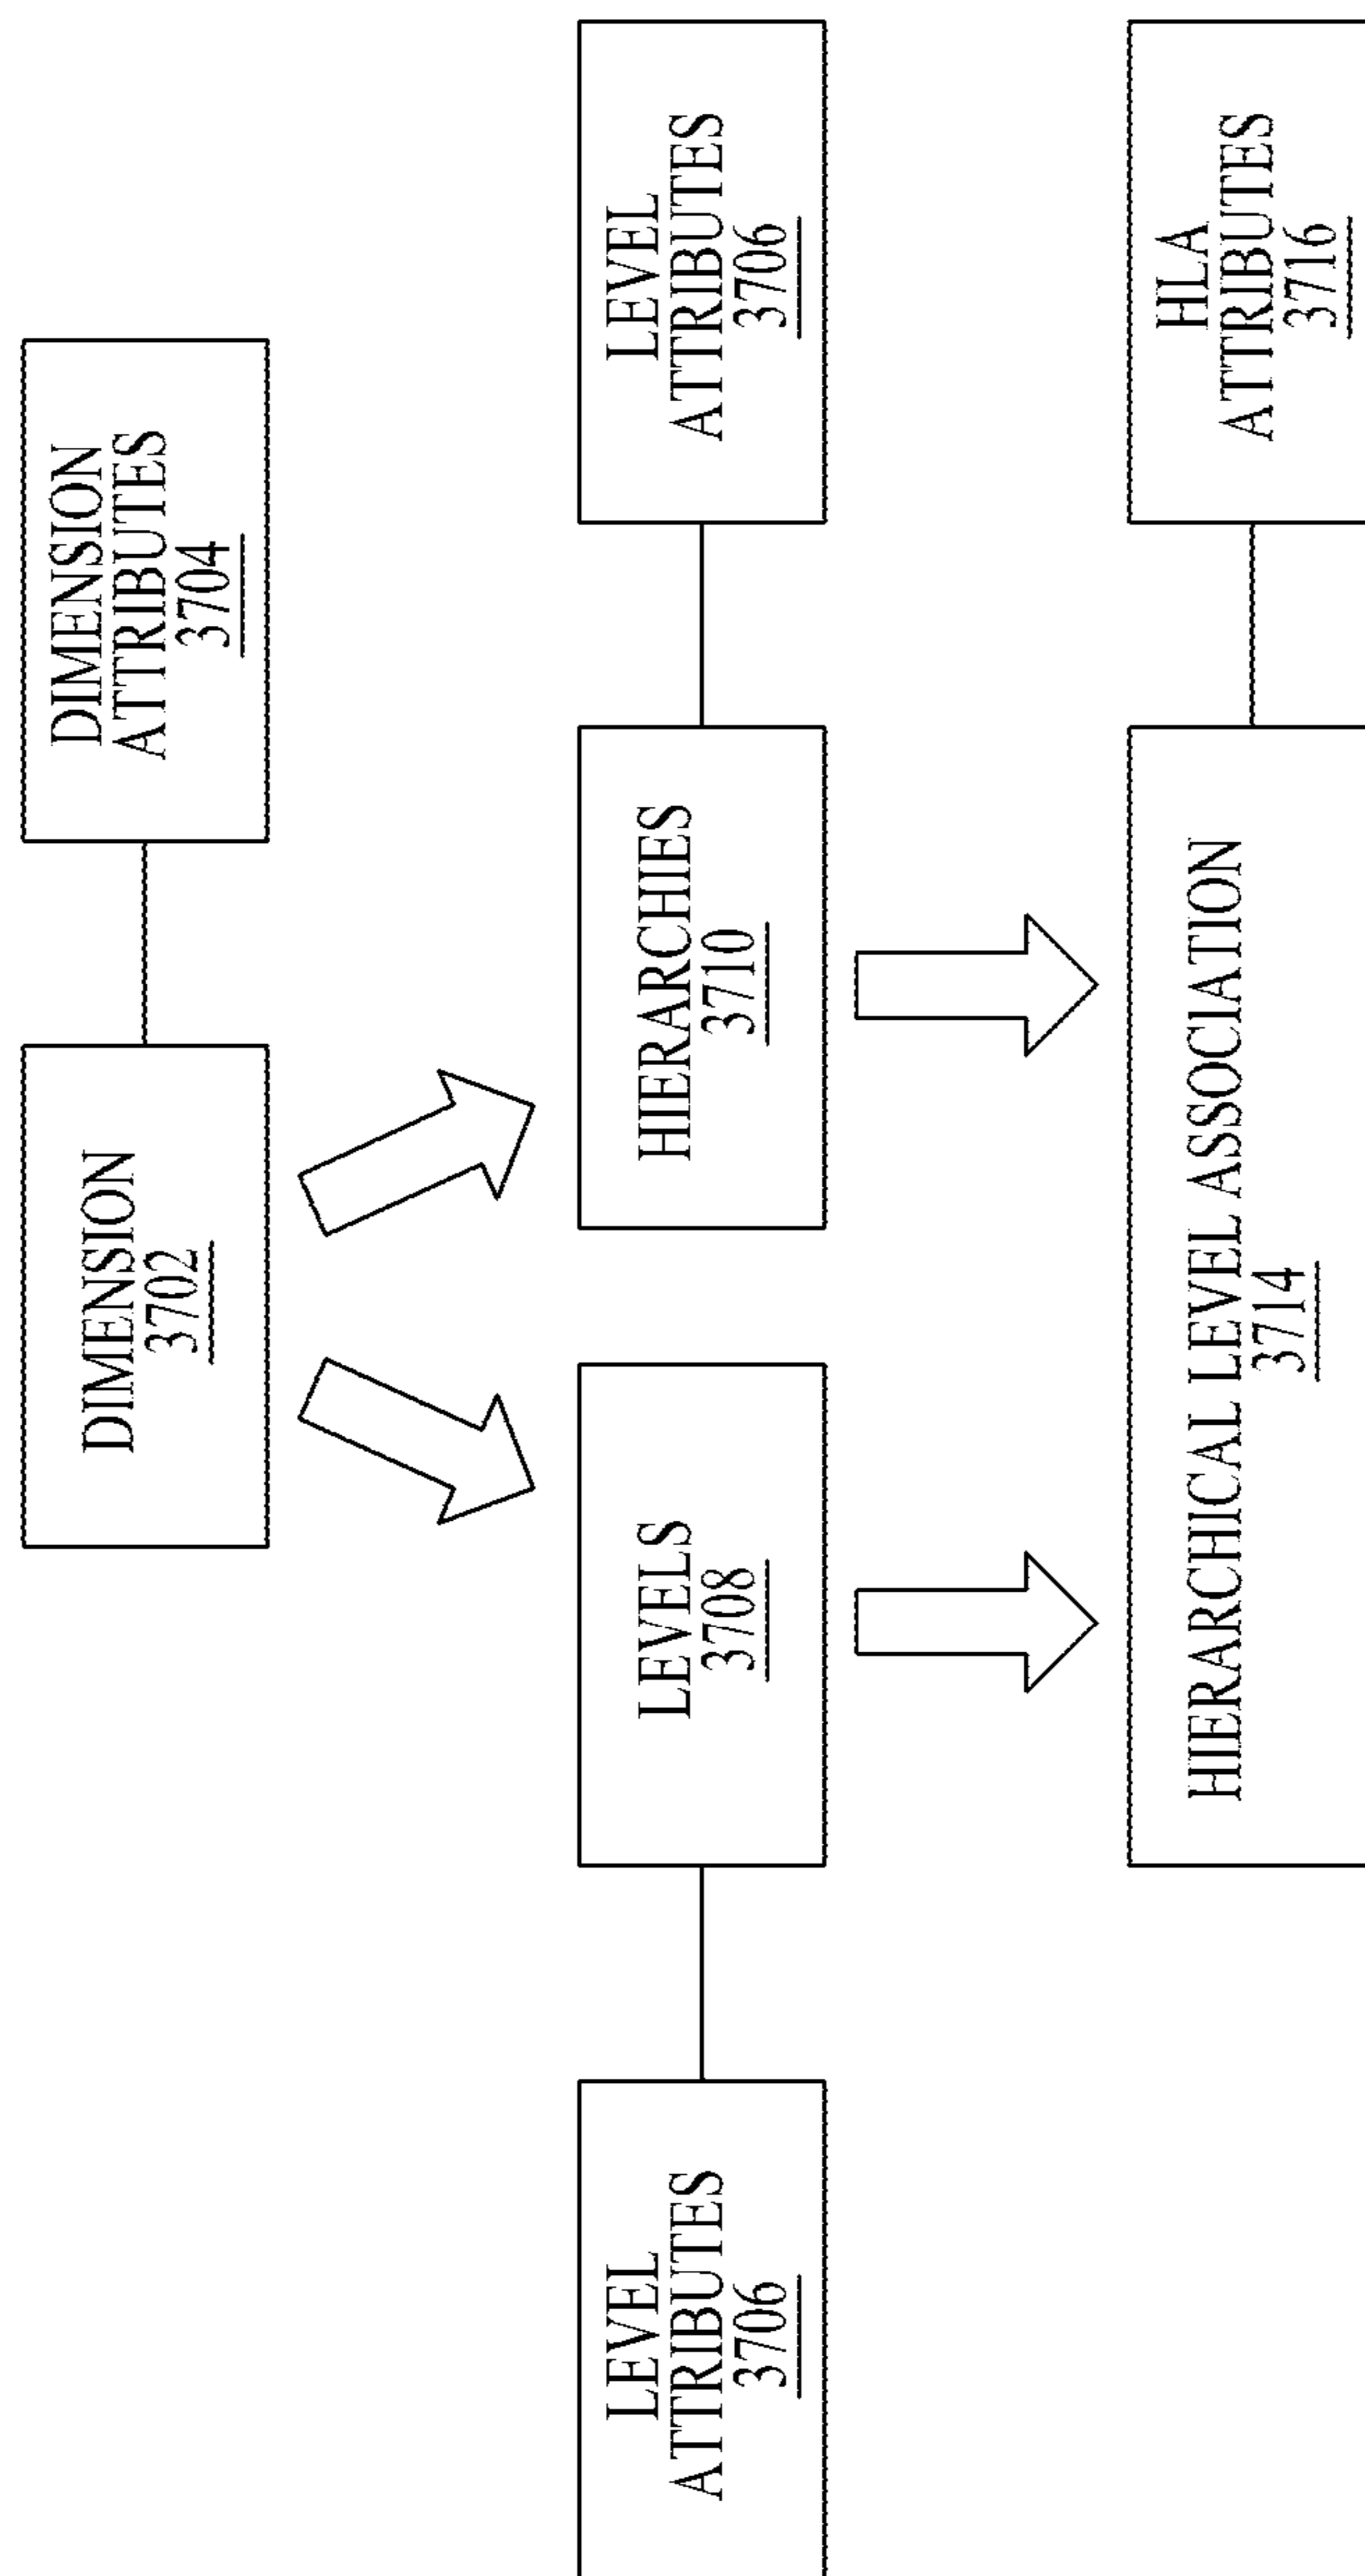 DIMENSION
3702
DIMENSION
ATTRIBUTES
3704
LEVEL
ATTRIBUTES
3706
LEVELS
3708
HIERARCHIES
3710
LEVEL
ATTRIBUTES
3706
HIERARCHICAL LEVEL ASSOCIATION
3714
HLA
ATTRIBUTES
3716